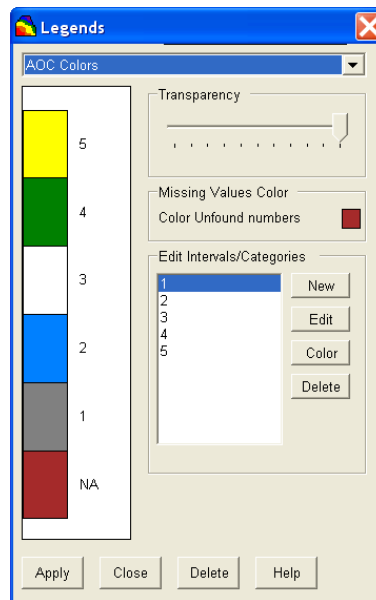 Legends
AOC Colors
5
4
3
2
1
NA
Transparency
Missing Values Color
Color Unfound numbers
Edit Intervals/Categories
1
2
3
4
5
New
Edit
Color
Delete
Apply
Close
Delete
Help